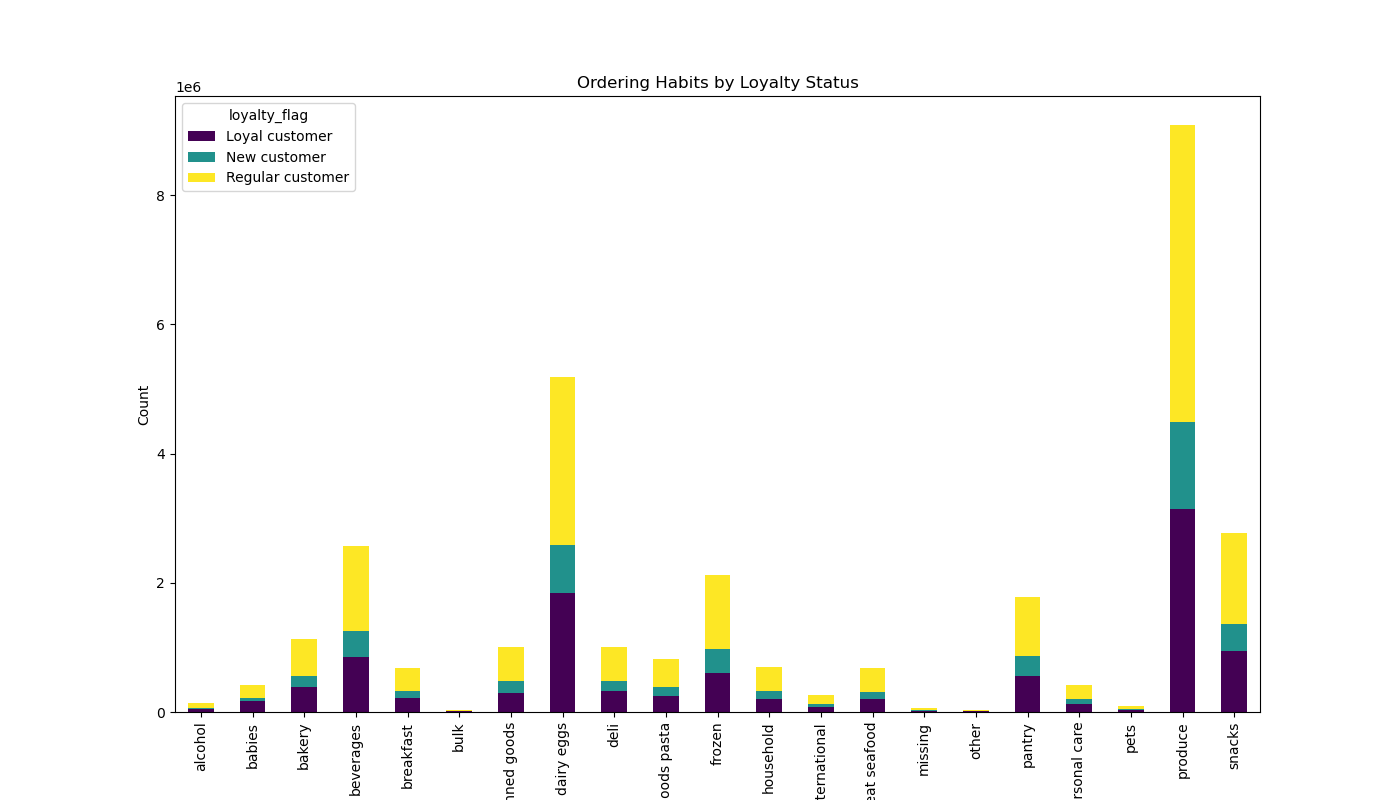 Ordering Habits by Loyalty Status
1e6
loyalty_flag
Loyal customer
New customer
Regular customer
8
6
4
2
0
Count
alcohol
babies
bakery
beverages
breakfast
bulk
nned goods
dairy eggs
deli
oods pasta
frozen
household
ternational
eat seafood
missing
other
pantry
rsonal care
pets
produce
snacks